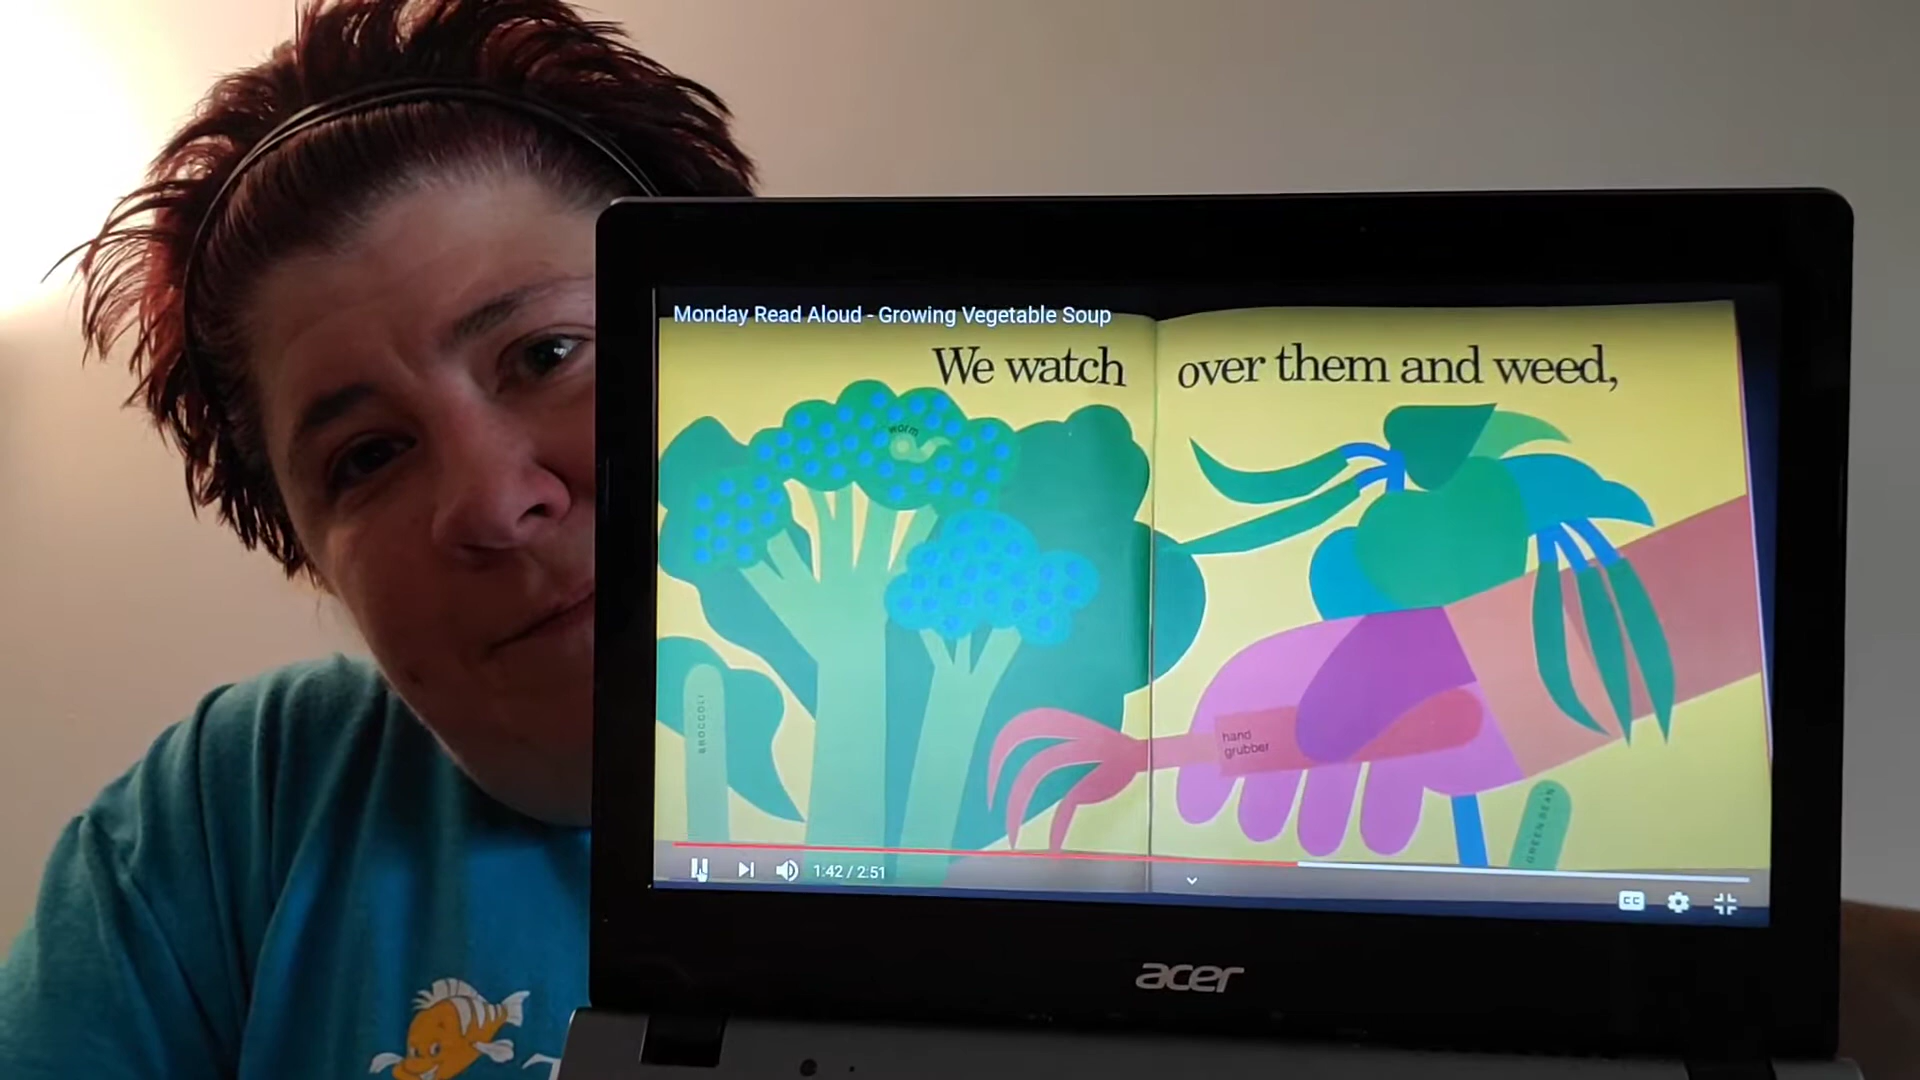 Monday Read Aloud - Growing Vegetable Soup
We watch over them and weed,
worm
BROCCOLI
hand
grubber
GREEN BEAN
1:42 / 2:51
CC
acer